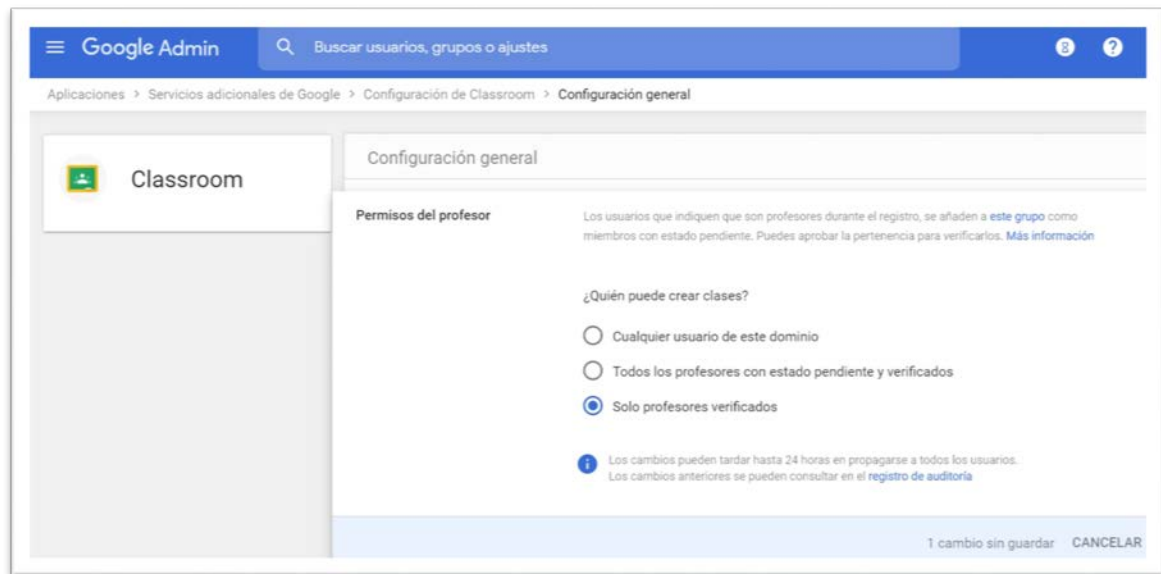 Google Admin
Buscar usuarios, grupos o ajustes
Aplicaciones > Servicios adicionales de Google > Configuración de Classroom > Configuración general
Classroom
Configuración general
Permisos del profesor
Los usuarios que indiquen que son profesores durante el registro, se añaden a este grupo como
miembros con estado pendiente. Puedes aprobar la pertenencia para verificarlos. Más información
¿Quién puede crear clases?
Cualquier usuario de este dominio
Todos los profesores con estado pendiente y verificados
Solo profesores verificados
Los cambios pueden tardar hasta 24 horas en propagarse a todos los usuarios.
Los cambios anteriores se pueden consultar en el registro de auditoría
1 cambio sin guardar CANCELAR